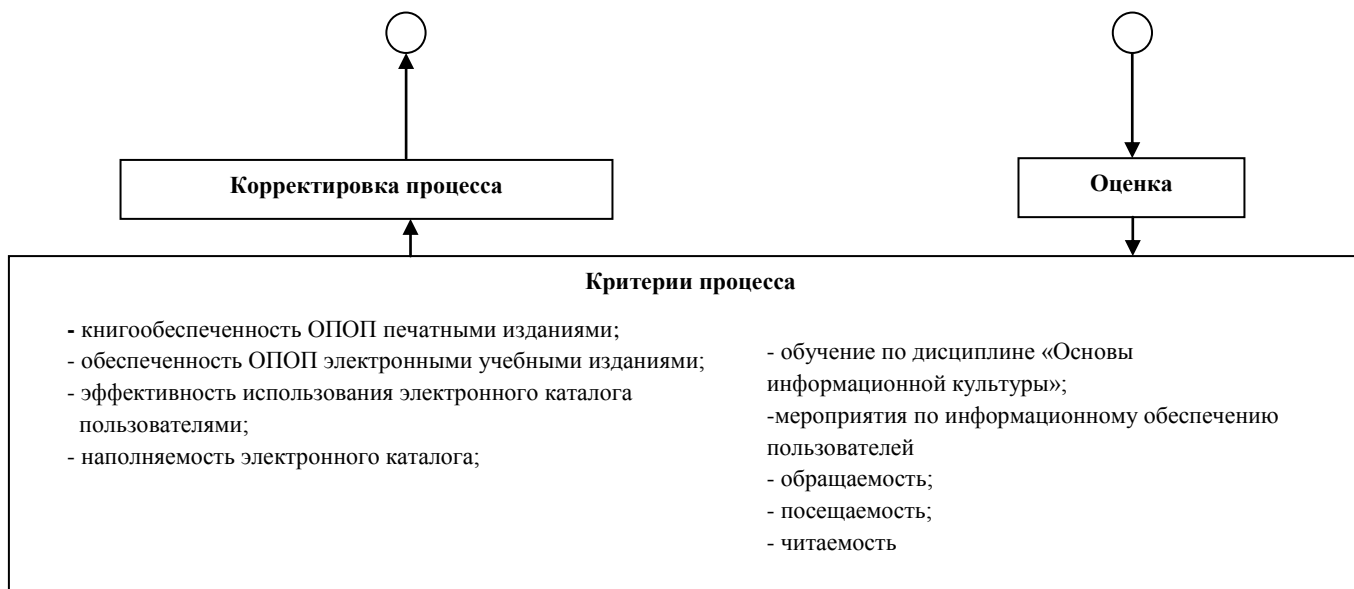 Корректировка процесса
Оценка
Критерии процесса
- книгообеспеченность ОПОП печатными изданиями;
- обеспеченность ОПОП электронными учебными изданиями;
- эффективность использования электронного каталога
пользователями;
- наполняемость электронного каталога;
- обучение по дисциплине «Основы
информационной культуры»;
-мероприятия по информационному обеспечению
пользователей
- обращаемость;
- посещаемость;
- читаемость